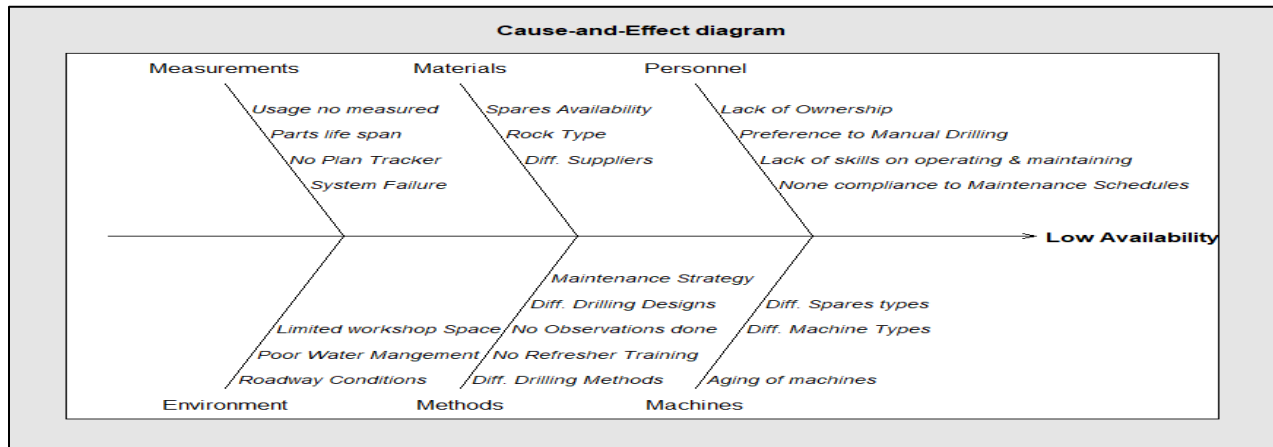 Cause-and-Effect diagram
Measurements
Materials
Personnel
Usage no measured
Parts life span
No Plan Tracker
System Failure
Spares Availability
Rock Type
Diff. Suppliers
Lack of Ownership
Preference to Manual Drilling
Lack of skills on operating & maintaining
None compliance to Maintenance Schedules
Low Availability
Limited workshop Space
Poor Water Mangement
Roadway Conditions
Environment
Maintenance Strategy
Diff. Drilling Designs
No Observations done
No Refresher Training
Diff. Drilling Methods
Methods
Diff. Spares types
Diff. Machine Types
Aging of machines
Machines